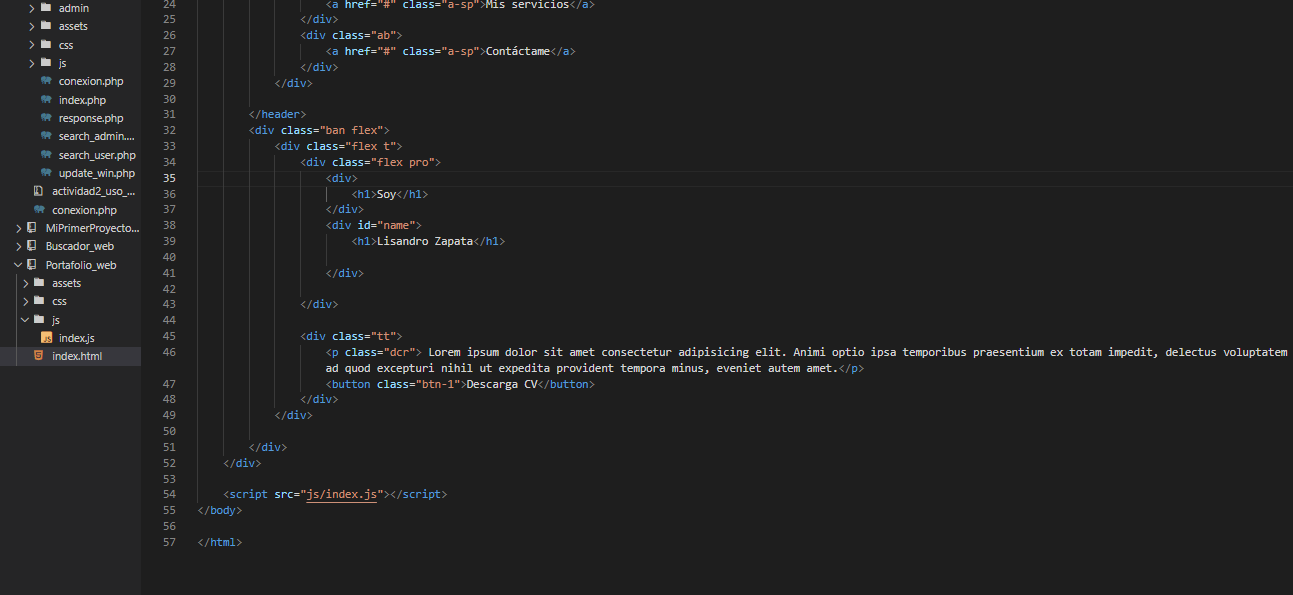 admin
assets
css
js
conexion.php
index.php
response.php
search_admin....
search_user.php
update_win.php
actividad2_uso_...
conexion.php
MiPrimerProyecto...
Buscador_web
Portafolio_web
assets
css
js
index.js
index.html
24 <a href="#" class="a-sp">Mis servicios</a>
25 </div>
26 <div class="ab">
27 <a href="#" class="a-sp">Contáctame</a>
28 </div>
29 </div>
30
31 </header>
32 <div class="ban flex">
33 <div class="flex t">
34 <div class="flex pro">
35 <div>
36 <h1>Soy</h1>
37 </div>
38 <div id="name">
39 <h1>Lisandro Zapata</h1>
40
41 </div>
42
43 </div>
44
45 <div class="tt">
46 <p class="dcr"> Lorem ipsum dolor sit amet consectetur adipisicing elit. Animi optio ipsa temporibus praesentium ex totam impedit, delectus voluptatem
ad quod excepturi nihil ut expedita provident tempora minus, eveniet autem amet.</p>
47 <button class="btn-1">Descarga CV</button>
48 </div>
49 </div>
50
51 </div>
52 </div>
53
54 <script src="js/index.js"></script>
55 </body>
56
57 </html>